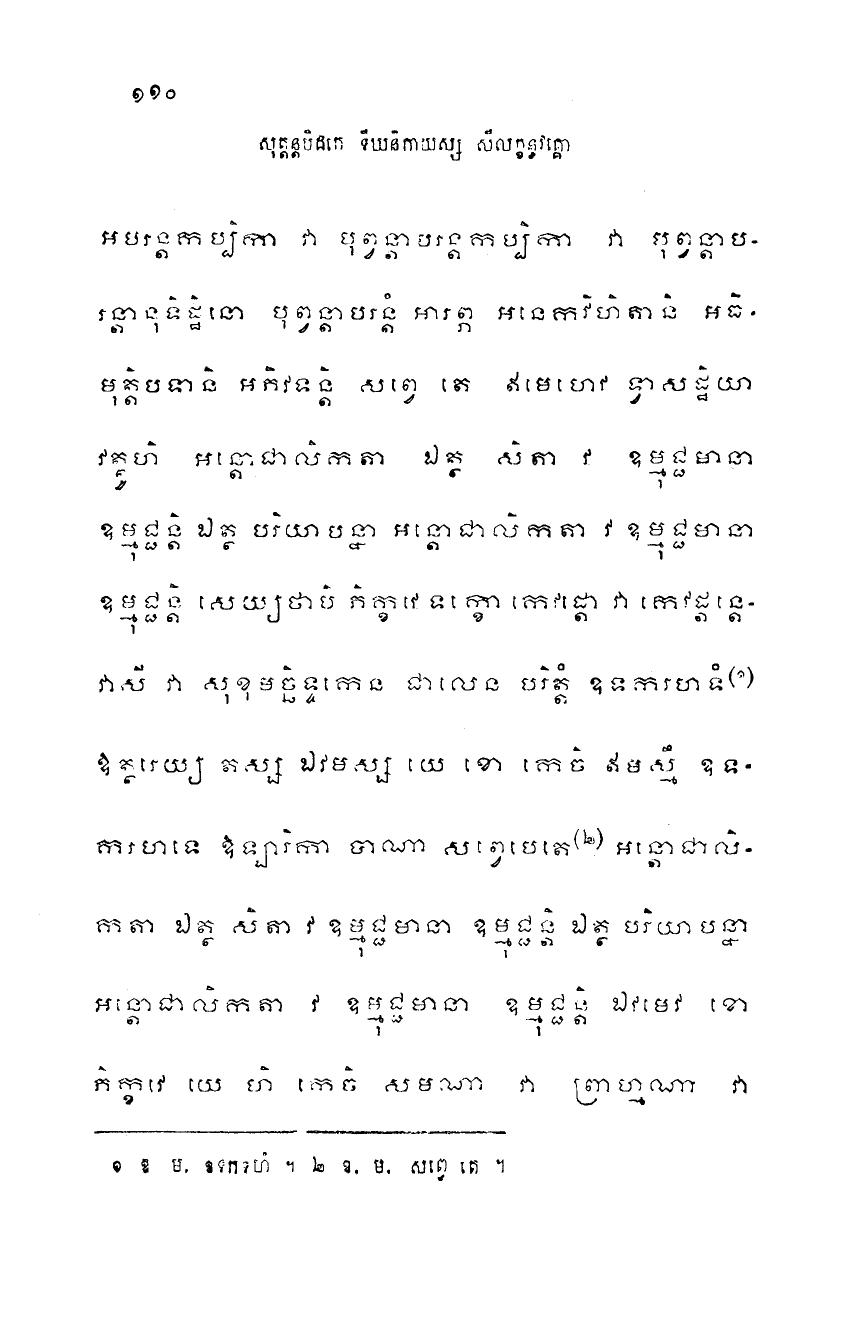 ១១០
សុត្តន្តបិដកេ ទីឃនិកាយស្ស សីលក្ខន្ធវគ្គោ
អបរន្តកប្បិកា វា បុព្វន្តាបរន្តកប្បិកា វា បុព្វន្តាប-
រន្តានុទិដ្ឋិនោ បុព្វន្តាបរន្តំ អារព្ភ អនេកវិហិតានិ អធិ-
មុត្តិបទានិ អភិវទន្តិ សព្វេ តេ ឥមេហេវ ទ្វាសដ្ឋិយា
វត្ថូហិ អន្តោជាលិកតា ឯត្ថ សិតា វ ឧម្មុជ្ជមានា
ឧម្មុជ្ជន្តិ ឯត្ថ បរិយាបន្នា អន្តោជាលិកតា វ ឧម្មុជ្ជមានា
ឧម្មុជ្ជន្តិ សេយ្យថាបិ ភិក្ខវេ ទក្ខោ កេវដ្តោ វា កេវដ្តន្តេ-
វាសី វា សុខុមច្ឆិទ្ទកេន ជាលេន បរិត្តំ ឧទករហទំ(១)
ឱត្ថរេយ្យ តស្ស ឯវមស្ស យេ ខោ កេចិ ឥមស្មឹ ឧទ-
ករហទេ ឱឡារិកា បាណា សព្វេបេតេ(២) អន្តោជាលិ-
កតា ឯត្ថ សិតា វ ឧម្មុជ្ជមានា ឧម្មុជ្ជន្តិ ឯត្ថ បរិយាបន្នា
អន្តោជាលិកតា វ ឧម្មុជ្ជមានា ឧម្មុជ្ជន្តិ ឯវមេវ ខោ
ភិក្ខវេ យេ ហិ កេចិ សមណា វា ព្រាហ្មណា វា
១ ឱ ម. ឧទករហំ ។ ២ ឱ. ម. សព្វេ តេ ។